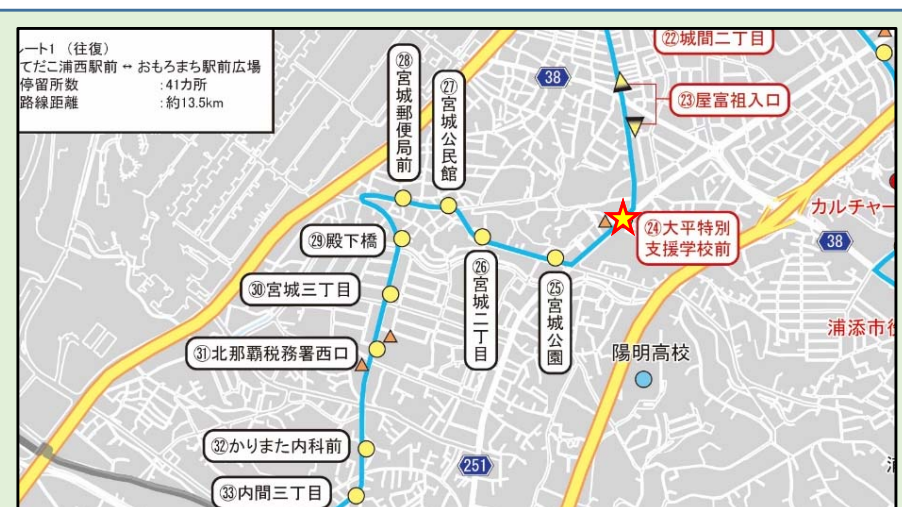 ート1 （往復）
てだこ浦西駅前 ↔ おもろまち駅前広場
停留所数 : 41カ所
路線距離 : 約13.5km
㉒城間二丁目
38
㉓屋富祖入口
㉘宮城郵便局前
㉗宮城公民館
カルチャー
㉔大平特別
支援学校前
38
㉙殿下橋
㉖宮城二丁目
㉕宮城公園
㉚宮城三丁目
浦添市役
㉛北那覇税務署西口
陽明高校
㉜かりまた内科前
251
㉝内間三丁目